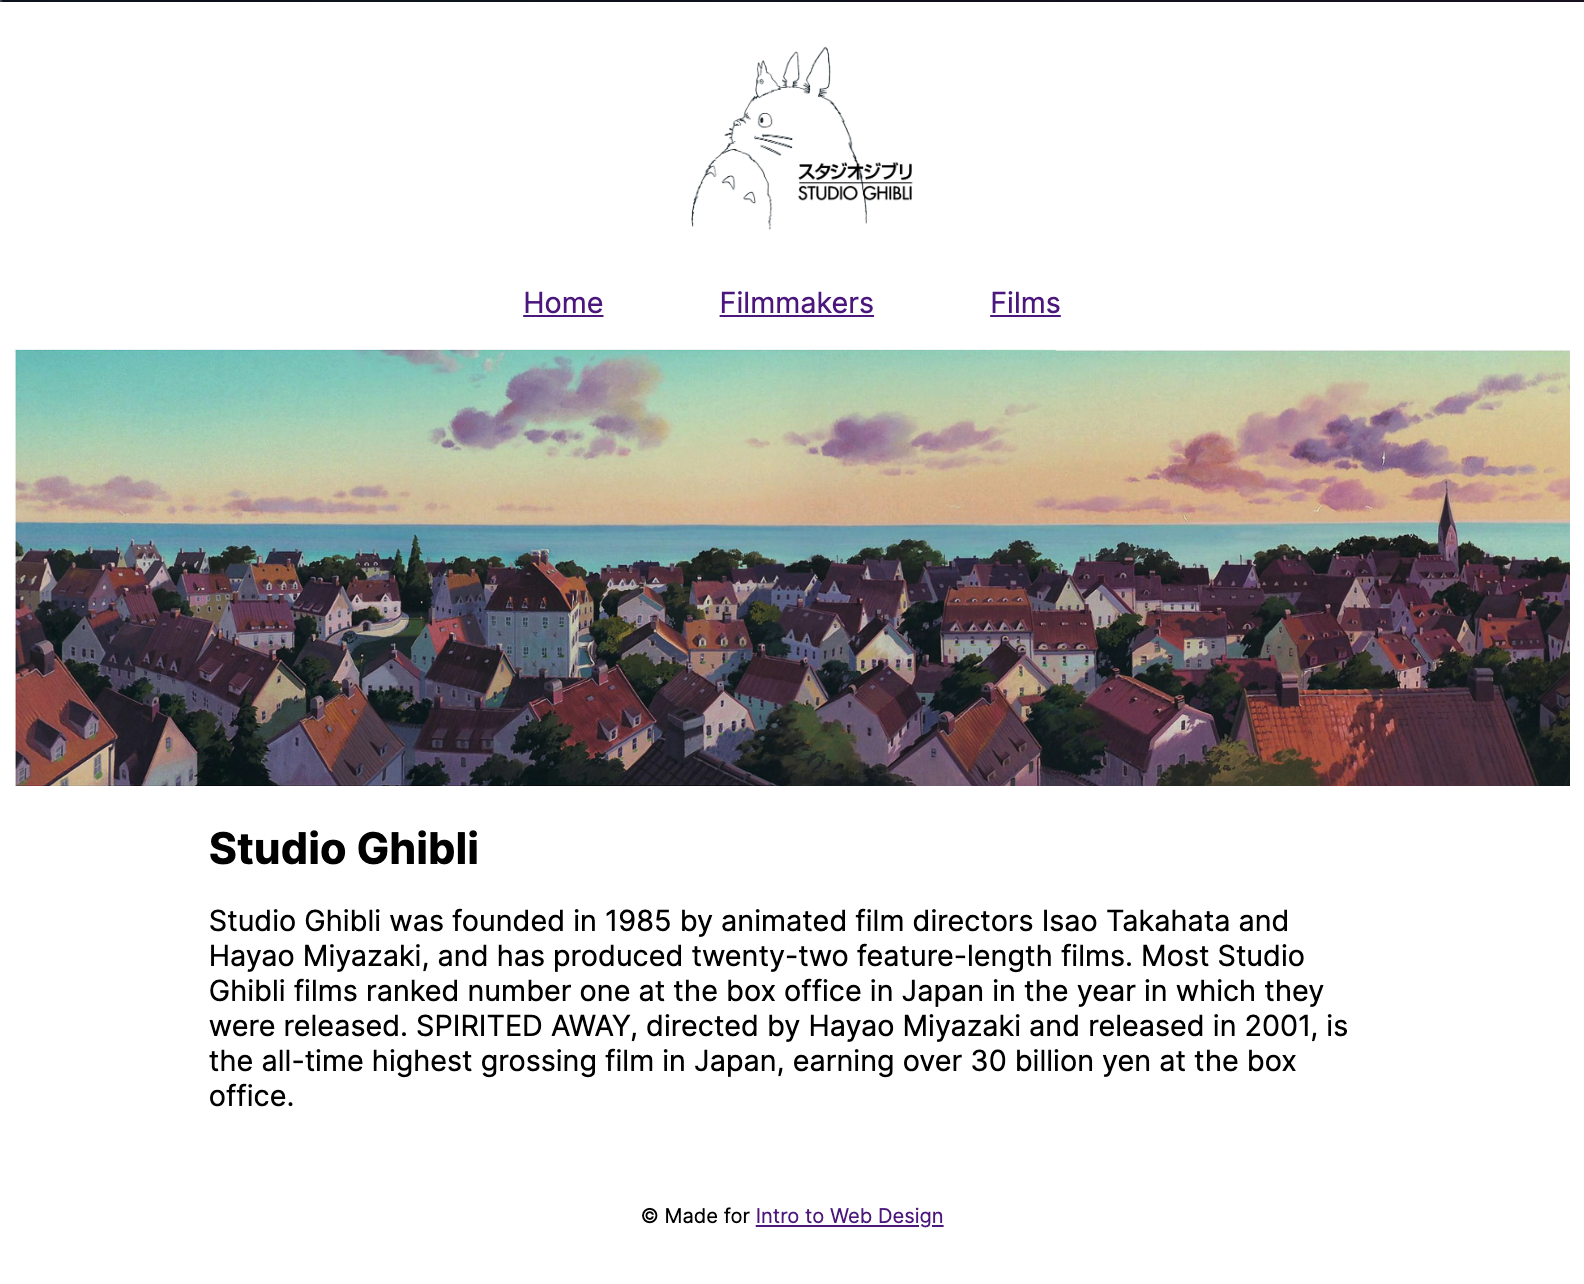 スタジオジブリ
STUDIO GHIBLI
Home Filmmakers Films
Studio Ghibli
Studio Ghibli was founded in 1985 by animated film directors Isao Takahata and
Hayao Miyazaki, and has produced twenty-two feature-length films. Most Studio
Ghibli films ranked number one at the box office in Japan in the year in which they
were released. SPIRITED AWAY, directed by Hayao Miyazaki and released in 2001, is
the all-time highest grossing film in Japan, earning over 30 billion yen at the box
office.
© Made for Intro to Web Design